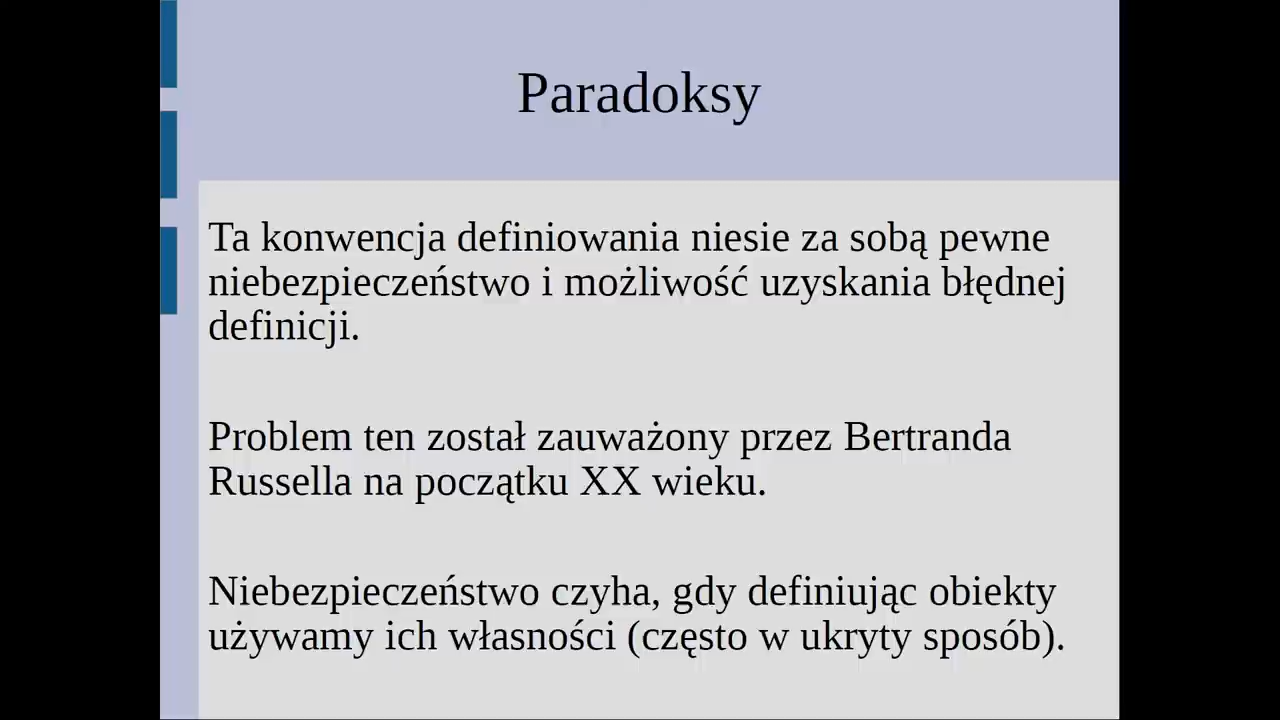 Paradoksy
Ta konwencja definiowania niesie za sobą pewne
niebezpieczeństwo i możliwość uzyskania błędnej
definicji.
Problem ten został zauważony przez Bertranda
Russella na początku XX wieku.
Niebezpieczeństwo czyha, gdy definiując obiekty
używamy ich własności (często w ukryty sposób).